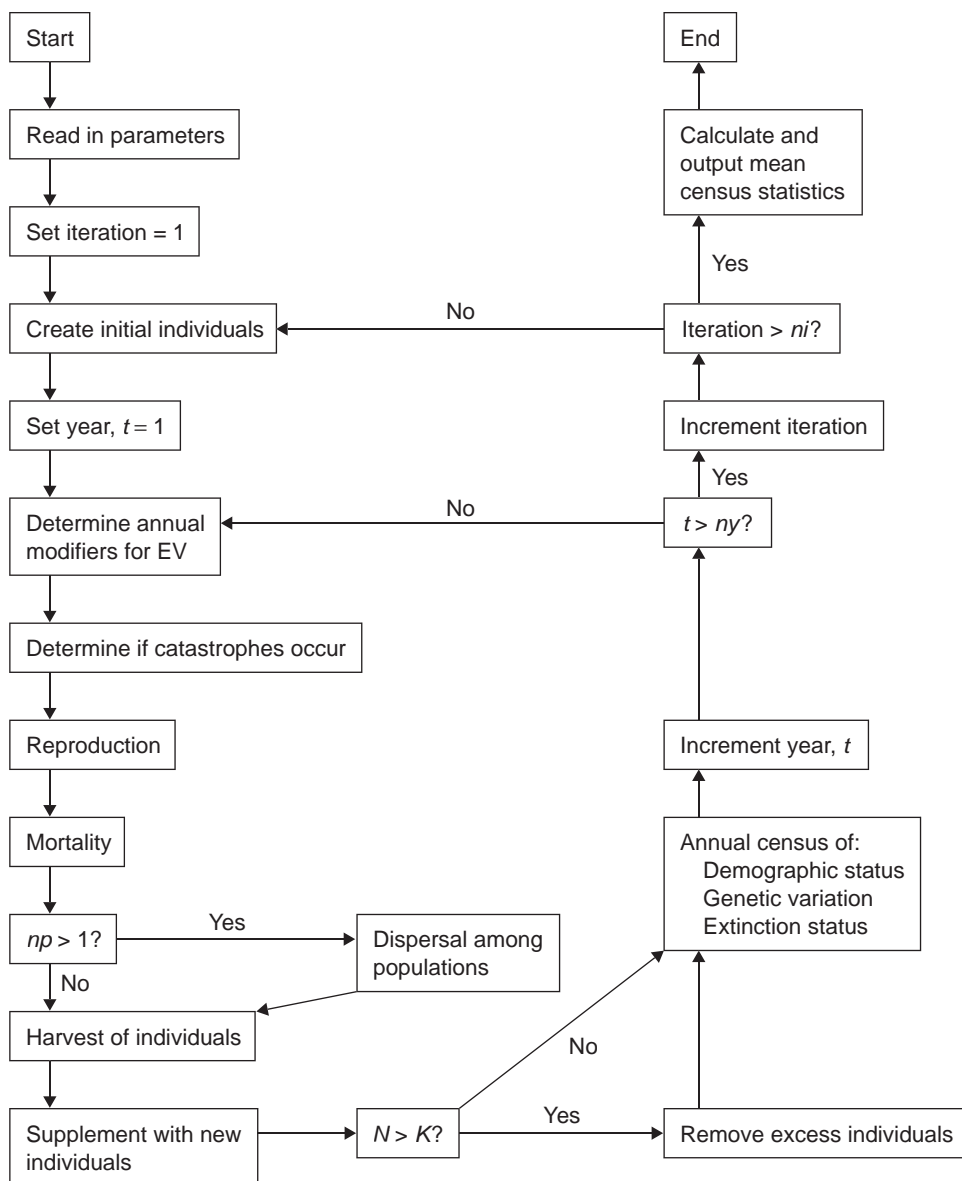 Start
Read in parameters
Set iteration = 1
Create initial individuals
Set year, t = 1
Determine annual
modifiers for EV
Determine if catastrophes occur
Reproduction
Mortality
np > 1?
Yes
No
Dispersal among
populations
Harvest of individuals
Supplement with new
individuals
N > K?
No
Yes
Remove excess individuals
Annual census of:
Demographic status
Genetic variation
Extinction status
Increment year, t
t > ny?
No
Yes
Increment iteration
Iteration > ni?
No
Yes
Calculate and
output mean
census statistics
End